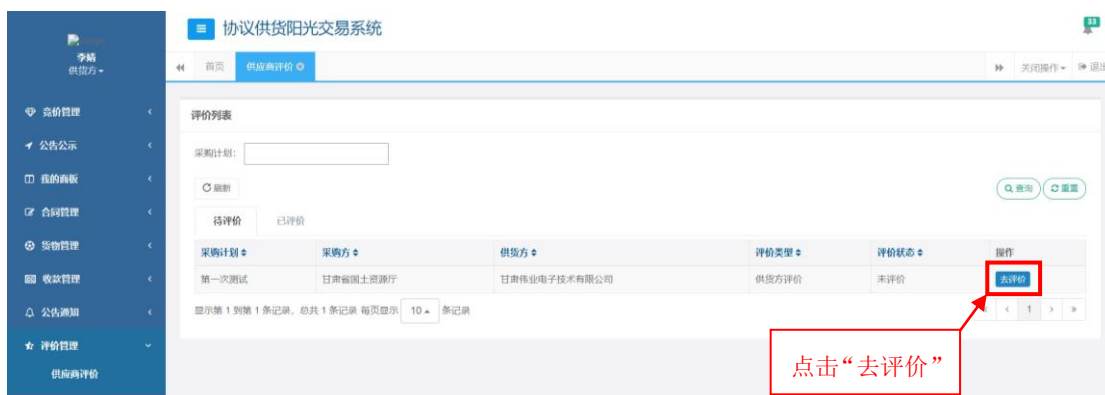 协议供货阳光交易系统
33
李婧
供货方
首页 供应商评价
关闭操作 退出
竞价管理
公告公示
我的面板
合同管理
货物管理
收款管理
公告通知
评价管理
供应商评价
评价列表
采购计划：
刷新
查询 重置
待评价 已评价
采购计划 采购方 供货方 评价类型 评价状态 操作
第一次测试 甘肃省国土资源厅 甘肃伟业电子技术有限公司 供货方评价 未评价 去评价
显示第 1 到第 1 条记录，总共 1 条记录 每页显示 10 条记录
« ‹ 1 › »
点击“去评价”